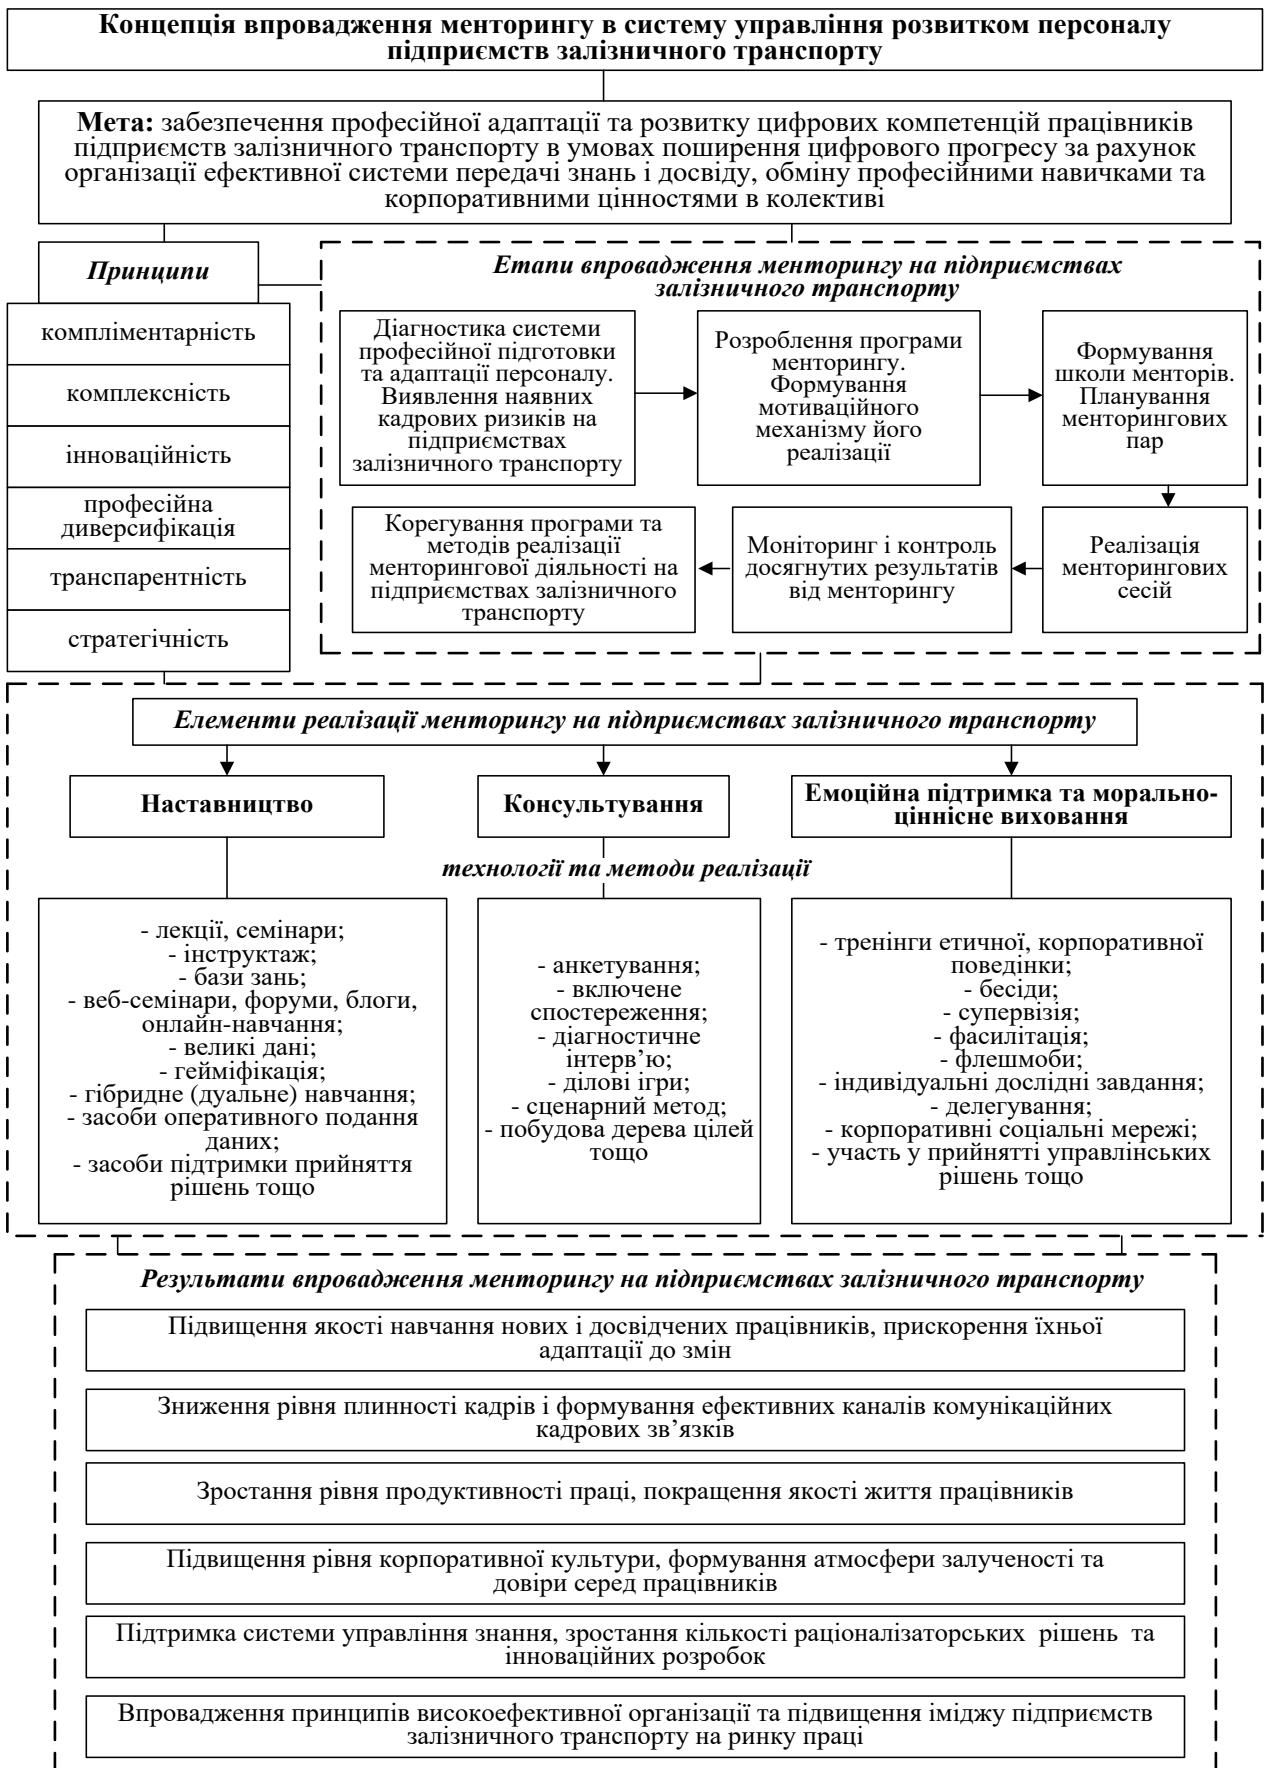 Концепція впровадження менторингу в систему управління розвитком персоналу
підприємств залізничного транспорту
Мета: забезпечення професійної адаптації та розвитку цифрових компетенцій працівників
підприємств залізничного транспорту в умовах поширення цифрового прогресу за рахунок
організації ефективної системи передачі знань і досвіду, обміну професійними навичками та
корпоративними цінностями в колективі
Принципи
компліментарність
комплексність
інноваційність
професійна
диверсифікація
транспарентність
стратегічність
Етапи впровадження менторингу на підприємствах
залізничного транспорту
Діагностика системи
професійної підготовки
та адаптації персоналу.
Виявлення наявних
кадрових ризиків на
підприємствах
залізничного транспорту
Розроблення програми
менторингу.
Формування
мотиваційного
механізму його
реалізації
Формування
школи менторів.
Планування
менторингових
пар
Реалізація
менторингових
сесій
Моніторинг і контроль
досягнутих результатів
від менторингу
Корегування програми та
методів реалізації
менторингової діяльності на
підприємствах залізничного
транспорту
Елементи реалізації менторингу на підприємствах залізничного транспорту
Наставництво
Консультування
Емоційна підтримка та морально-
ціннісне виховання
технології та методи реалізації
- лекції, семінари;
- інструктаж;
- бази зань;
- веб-семінари, форуми, блоги,
онлайн-навчання;
- великі дані;
- гейміфікація;
- гібридне (дуальне) навчання;
- засоби оперативного подання
даних;
- засоби підтримки прийняття
рішень тощо
- анкетування;
- включене
спостереження;
- діагностичне
інтерв’ю;
- ділові ігри;
- сценарний метод;
- побудова дерева цілей
тощо
- тренінги етичної, корпоративної
поведінки;
- бесіди;
- супервізія;
- фасилітація;
- флешмоби;
- індивідуальні дослідні завдання;
- делегування;
- корпоративні соціальні мережі;
- участь у прийнятті управлінських
рішень тощо
Результати впровадження менторингу на підприємствах залізничного транспорту
Підвищення якості навчання нових і досвідчених працівників, прискорення їхньої
адаптації до змін
Зниження рівня плинності кадрів і формування ефективних каналів комунікаційних
кадрових зв’язків
Зростання рівня продуктивності праці, покращення якості життя працівників
Підвищення рівня корпоративної культури, формування атмосфери залученості та
довіри серед працівників
Підтримка системи управління знання, зростання кількості раціоналізаторських рішень та
інноваційних розробок
Впровадження принципів високоефективної організації та підвищення іміджу підприємств
залізничного транспорту на ринку праці